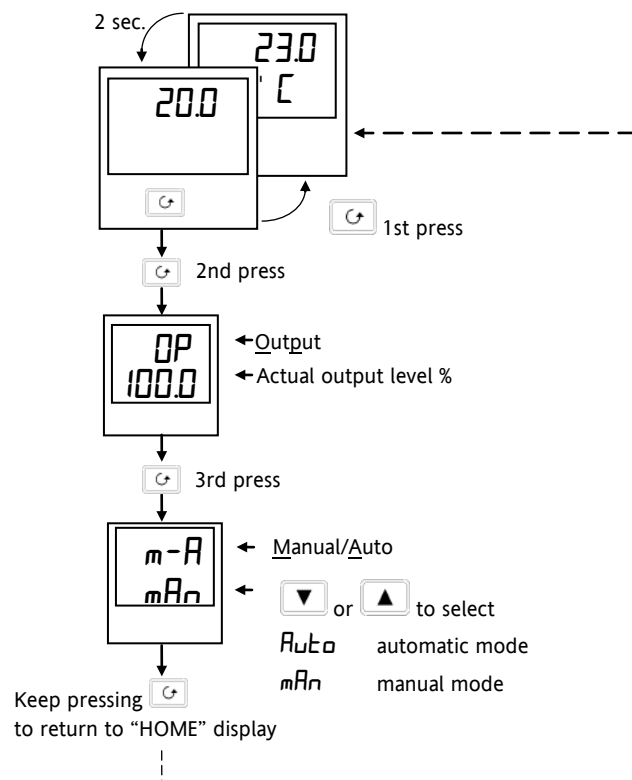 2 sec.
23.0
' C
20.0
1st press
2nd press
OP
Output
100.0
Actual output level %
3rd press
m-A
Manual/Auto
mAn
or to select
Auto automatic mode
mAn manual mode
Keep pressing
to return to “HOME” display